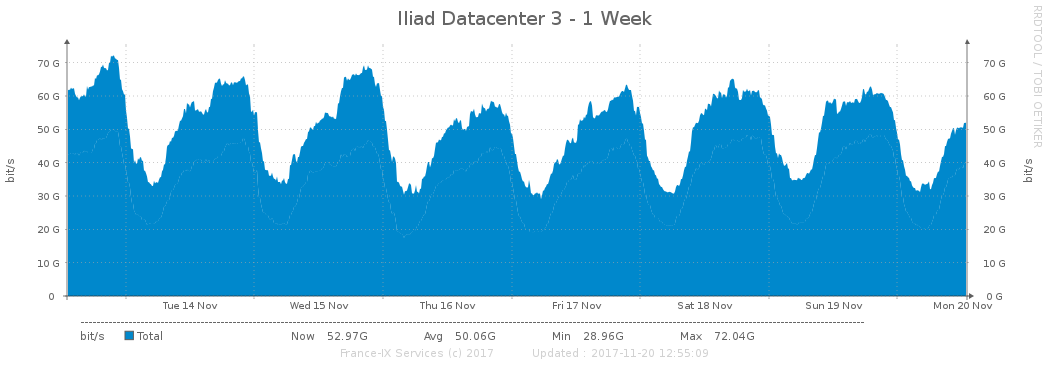 Iliad Datacenter 3 - 1 Week
RRDTOOL / TOBI OETIKER
70 G 70 G
60 G 60 G
50 G 50 G
40 G 40 G
30 G 30 G
20 G 20 G
10 G 10 G
0 0 G
bit/s bit/s
Tue 14 Nov Wed 15 Nov Thu 16 Nov Fri 17 Nov Sat 18 Nov Sun 19 Nov Mon 20 Nov
bit/s Total Now 52.97G Avg 50.06G Min 28.96G Max 72.04G
France-IX Services (c) 2017 Updated : 2017-11-20 12:55:09